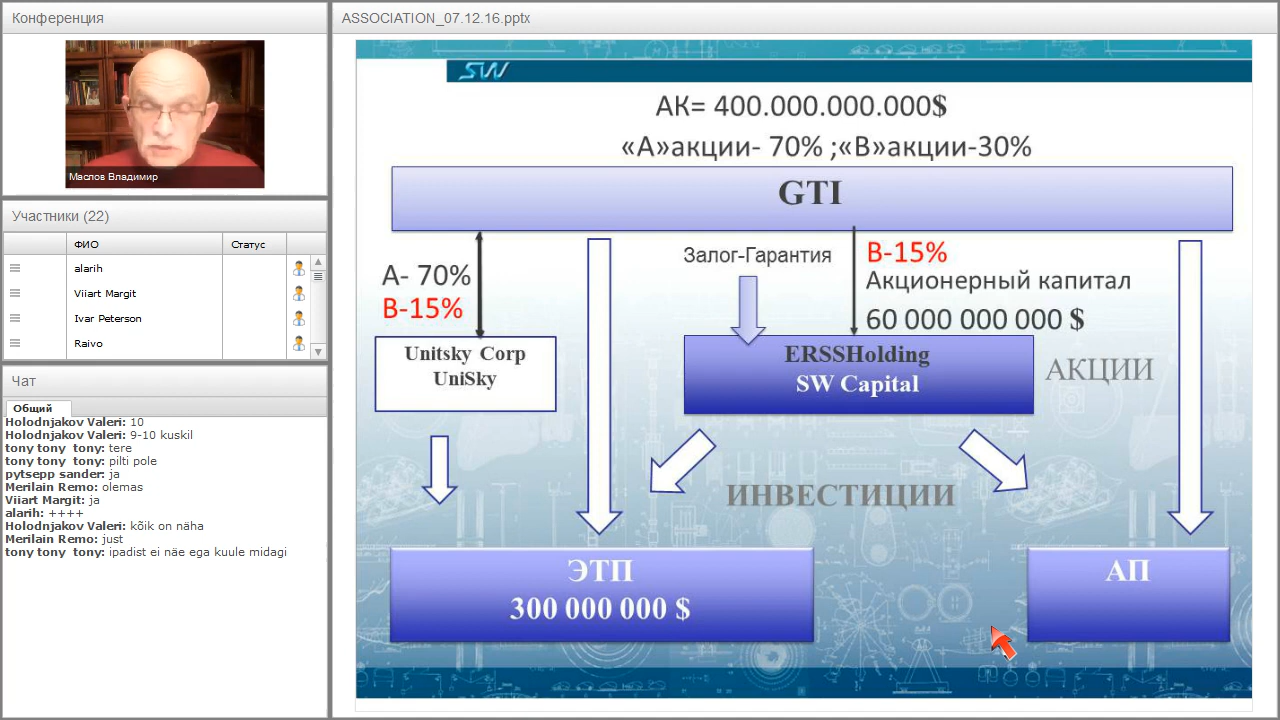 Конференция
Маслов Владимир
Участники (22)
ФИО
Статус
alarih
Viiart Margit
Ivar Peterson
Raivo
Чат
Общий
Holodnjakov Valeri: 10
Holodnjakov Valeri: 9-10 kuskil
tony tony tony: tere
tony tony tony: pilti pole
pytsepp sander: ja
Merilain Remo: olemas
Viiart Margit: ja
alarih: ++++
Holodnjakov Valeri: kõik on näha
Merilain Remo: just
tony tony tony: ipadist ei näe ega kuule midagi
ASSOCIATION_07.12.16.pptx
SW
АК= 400.000.000.000$
«А»акции- 70% ;«В»акции-30%
GTI
А- 70%
В-15%
Залог-Гарантия
В-15%
Акционерный капитал
60 000 000 000 $
Unitsky Corp
UniSky
ERSSHolding
SW Capital
АКЦИИ
ИНВЕСТИЦИИ
ЭТП
300 000 000 $
АП